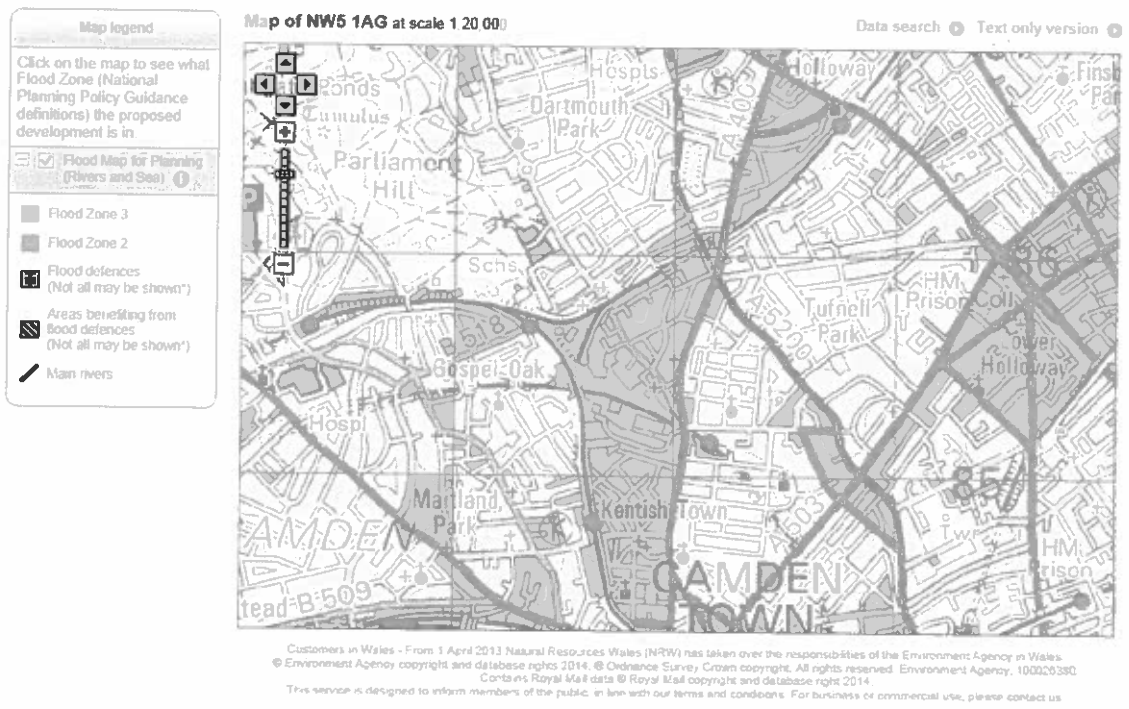 Map legend
Click on the map to see what
Flood Zone (National
Planning Policy Guidance
definitions) the proposed
development is in
Flood Map for Planning
(Rivers and Sea)
Flood Zone 3
Flood Zone 2
Flood defences
(Not all may be shown*)
Areas benefiting from
flood defences
(Not all may be shown*)
Main rivers
Map of NW5 1AG at scale 1 20 000
Data search
Text only version
Ponds
Tumulus
Parliament
Hill
Hospls
Dartmouth
Park
Holloway
Schs
Tufnell
Park
HM
Prison
Coll
86
Lower
Holloway
518
Gospel Oak
Hospl
Maitland
Park
Kentish Town
85
Twr
HM
Prison
CAMDEN
TOWN
B 509
P
Customers in Wales - From 1 April 2013 Natural Resources Wales (NRW) has taken over the responsibilities of the Environment Agency in Wales
© Environment Agency copyright and database rights 2014. © Ordnance Survey Crown copyright. All rights reserved. Environment Agency, 100026380.
Contains Royal Mail data © Royal Mail copyright and database right 2014.
This service is designed to inform members of the public, in line with our terms and conditions. For business or commercial use, please contact us